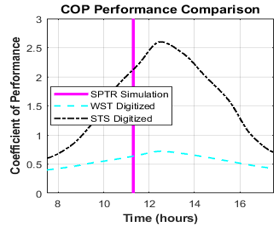 COP Performance Comparison
Coefficient of Performance
3
2.5
2
1.5
1
0.5
0
SPTR Simulation
WST Digitized
STS Digitized
8 10 12 14 16
Time (hours)